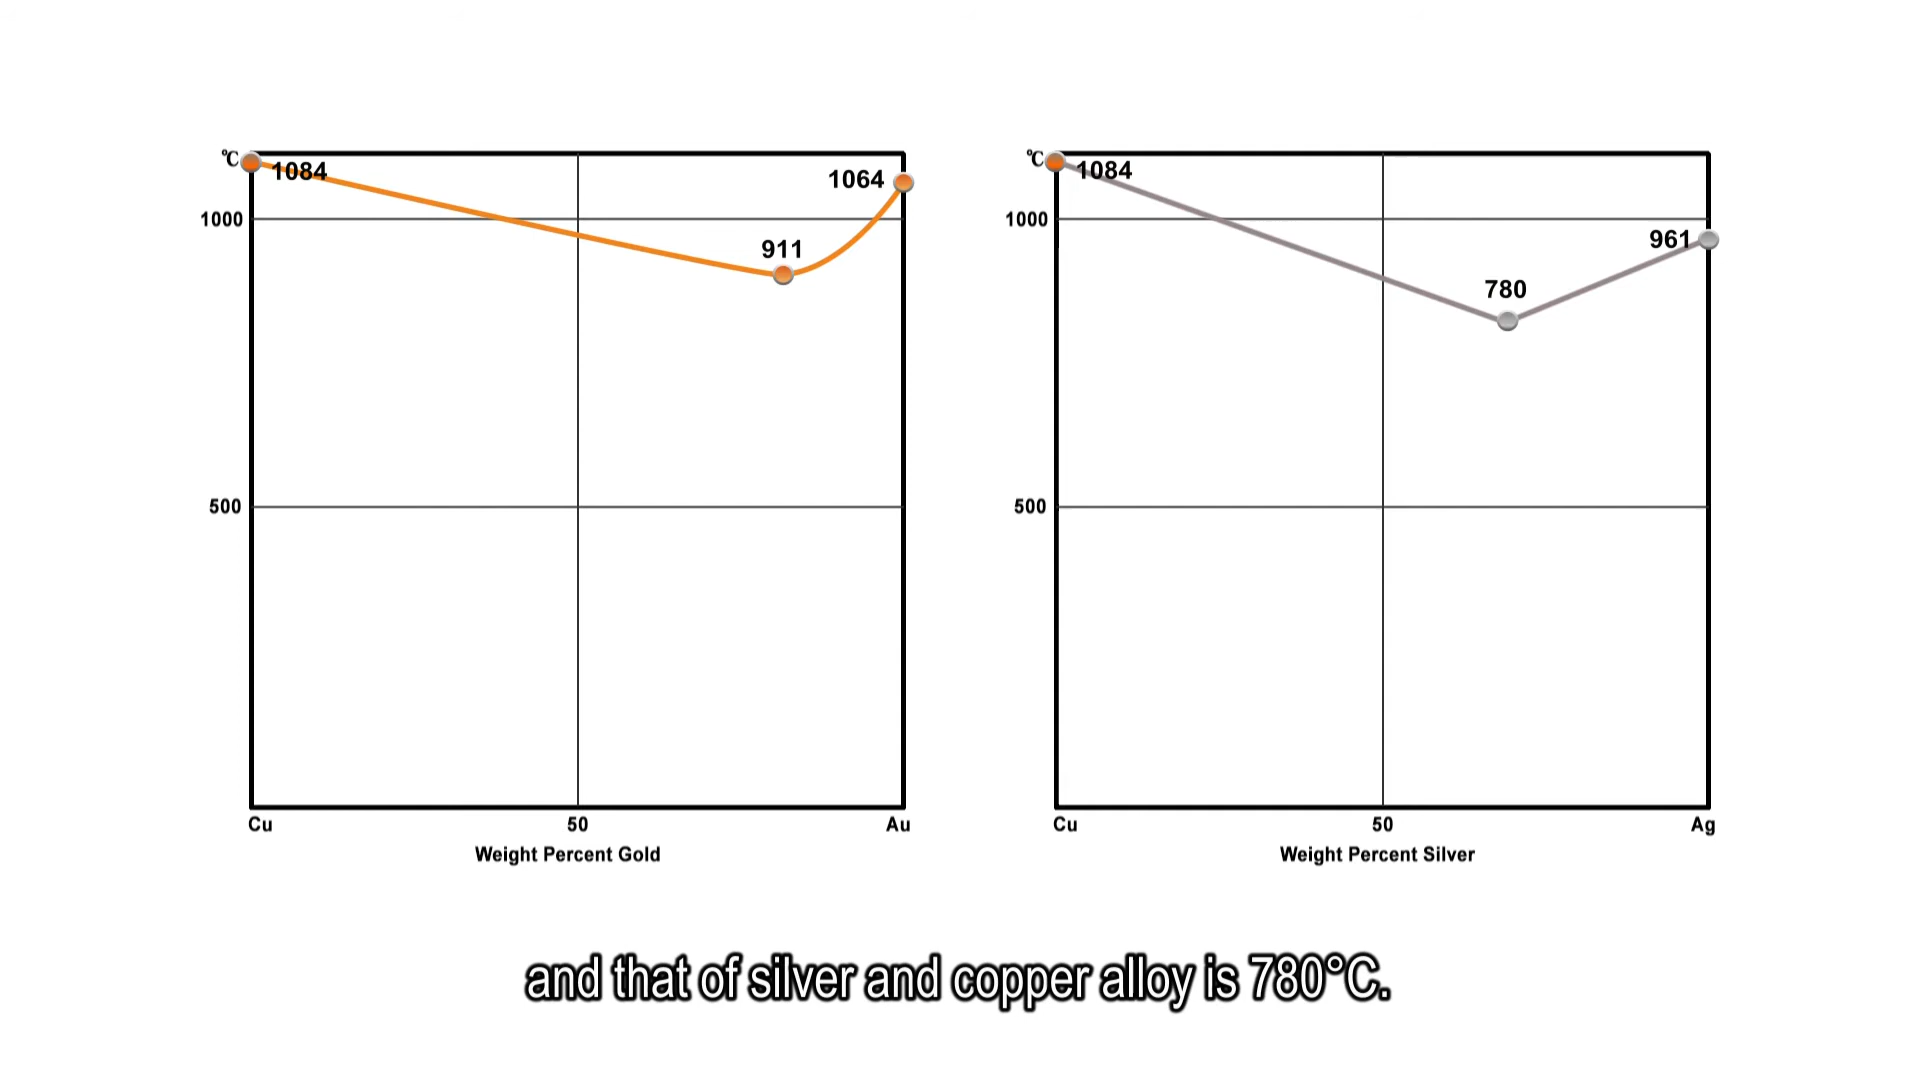 ℃
1084
1064
1000
911
500
Cu
50
Au
Weight Percent Gold
℃
1084
1000
961
780
500
Cu
50
Ag
Weight Percent Silver
and that of silver and copper alloy is 780°C.